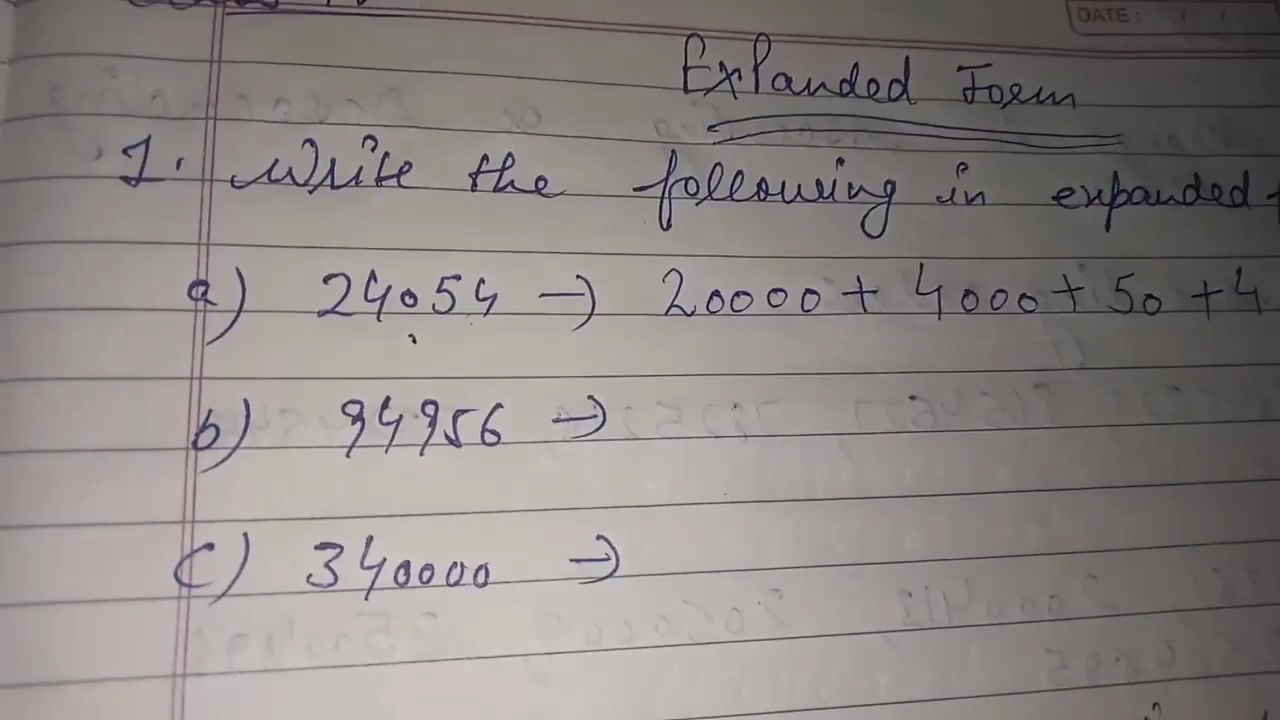 DATE:
Expanded Form
1. Write the following in expanded
a) 24054 → 20000 + 4000 + 50 + 4
b) 94956 →
c) 340000 →